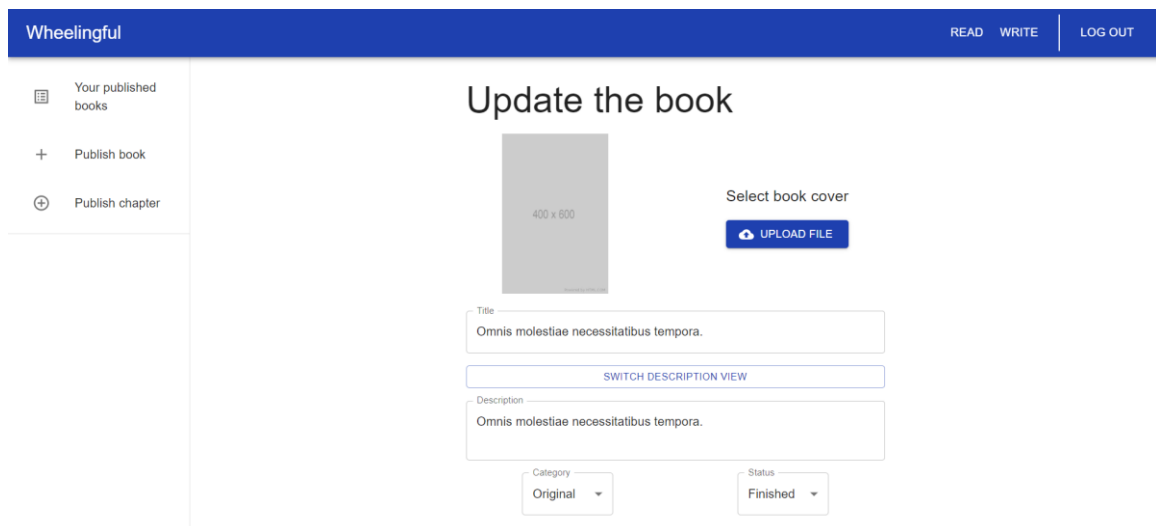 Wheelingful
READ WRITE LOG OUT
Your published
books
Publish book
Publish chapter
Update the book
400 x 600
Select book cover
UPLOAD FILE
Title
Omnis molestiae necessitatibus tempora.
SWITCH DESCRIPTION VIEW
Description
Omnis molestiae necessitatibus tempora.
Category
Original
Status
Finished